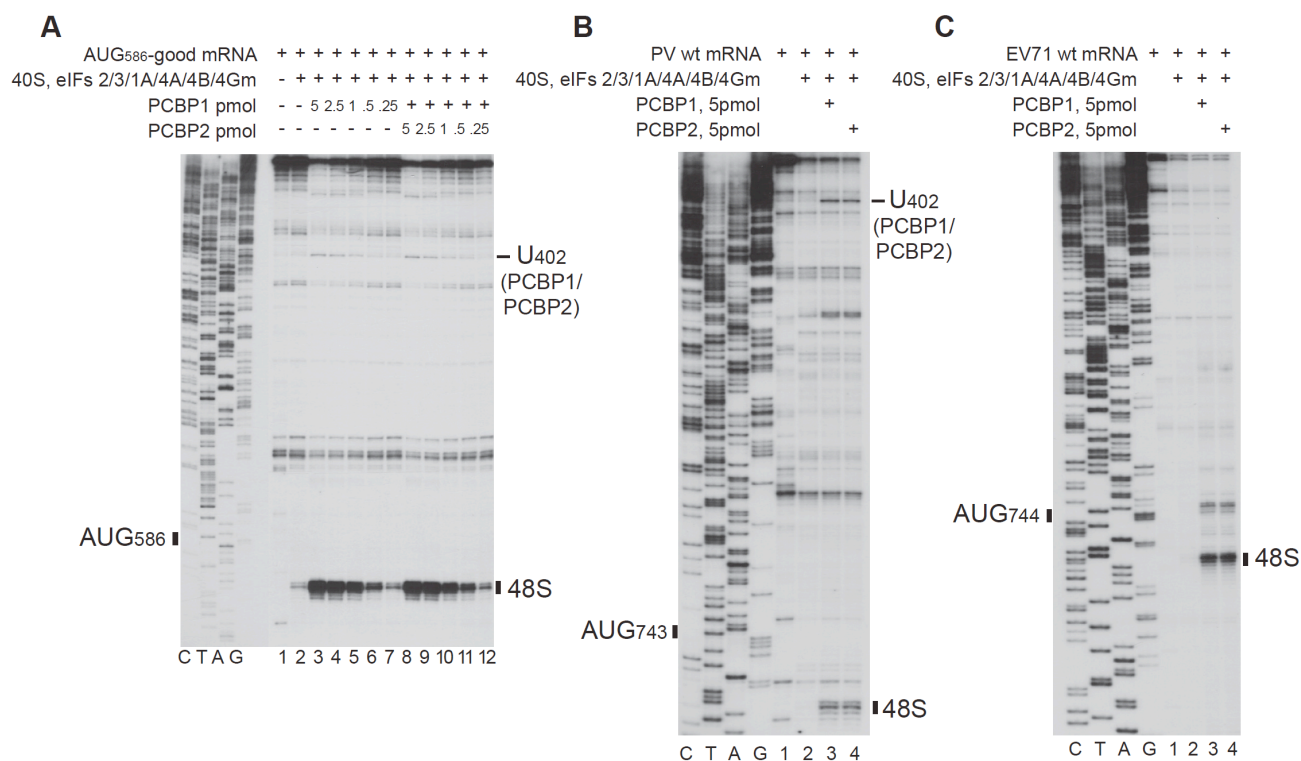 A
AUG586-good mRNA + + + + + + + + + + + +
40S, eIFs 2/3/1A/4A/4B/4Gm - + + + + + + + + + + +
PCBP1 pmol - - 5 2.5 1 .5 .25 + + + + +
PCBP2 pmol - - - - - - - 5 2.5 1 .5 .25
U402
(PCBP1/
PCBP2)
AUG586
48S
C T A G 1 2 3 4 5 6 7 8 9 10 11 12
B
PV wt mRNA + + + +
40S, eIFs 2/3/1A/4A/4B/4Gm + + +
PCBP1, 5pmol +
PCBP2, 5pmol +
U402
(PCBP1/
PCBP2)
AUG743
48S
C T A G 1 2 3 4
C
EV71 wt mRNA + + + +
40S, eIFs 2/3/1A/4A/4B/4Gm + + +
PCBP1, 5pmol +
PCBP2, 5pmol +
AUG744
48S
C T A G 1 2 3 4